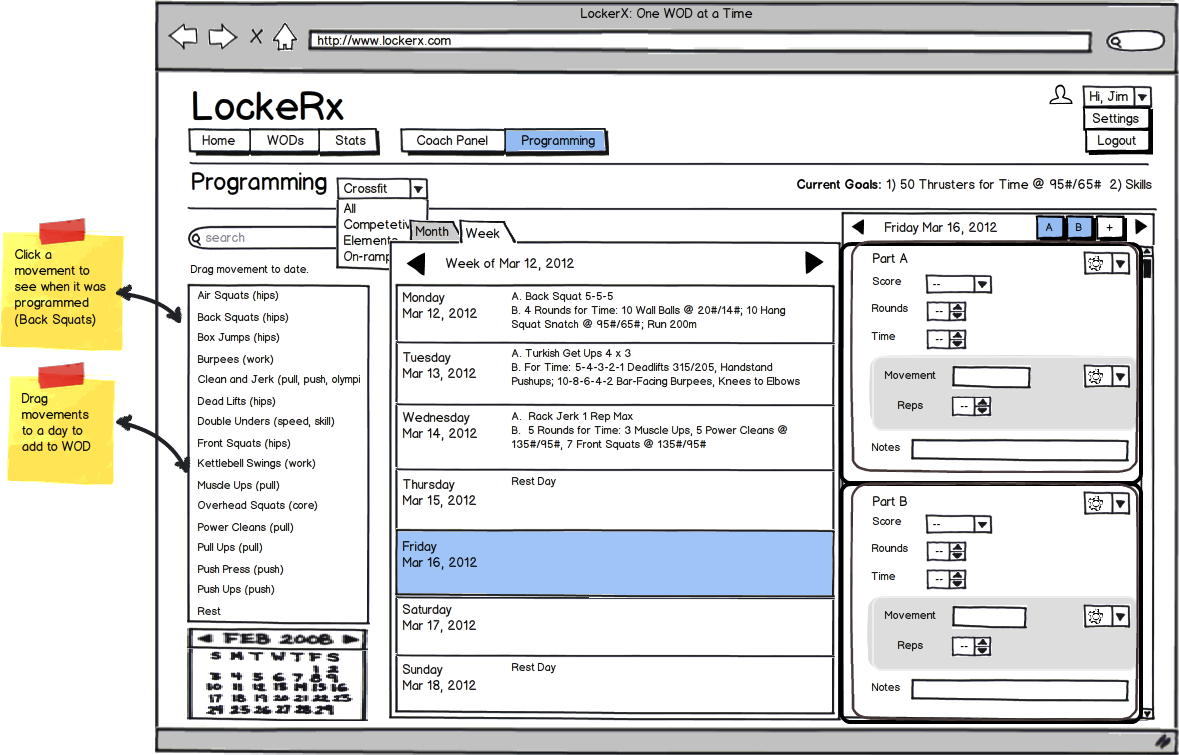 LockerX: One WOD at a Time
http://www.lockerx.com
LockeRx
Hi, Jim
Settings
Logout
Home
WODs
Stats
Coach Panel
Programming
Programming
Crossfit
All
Competetiv
Elements
On-ramp
Current Goals: 1) 50 Thrusters for Time @ 95#/65#  2) Skills
Click a
movement to
see when it was
programmed
(Back Squats)
Drag
movements
to a day to
add to WOD
search
Drag movement to date.
Air Squats (hips)
Back Squats (hips)
Box Jumps (hips)
Burpees (work)
Clean and Jerk (pull, push, olympi
Dead Lifts (hips)
Double Unders (speed, skill)
Front Squats (hips)
Kettlebell Swings (work)
Muscle Ups (pull)
Overhead Squats (core)
Power Cleans (pull)
Pull Ups (pull)
Push Press (push)
Push Ups (push)
Rest
FEB 2008
S M T W T F S
1 2
3 4 5 6 7 8 9
10 11 12 13 14 15 16
17 18 19 20 21 22 23
24 25 26 27 28 29
Month
Week
Week of Mar 12, 2012
Monday
Mar 12, 2012
A. Back Squat 5-5-5
B. 4 Rounds for Time: 10 Wall Balls @ 20#/14#; 10 Hang
Squat Snatch @ 95#/65#; Run 200m
Tuesday
Mar 13, 2012
A. Turkish Get Ups 4 x 3
B. For Time: 5-4-3-2-1 Deadlifts 315/205, Handstand
Pushups; 10-8-6-4-2 Bar-Facing Burpees, Knees to Elbows
Wednesday
Mar 14, 2012
A.  Rack Jerk 1 Rep Max
B.  5 Rounds for Time: 3 Muscle Ups, 5 Power Cleans @
135#/95#, 7 Front Squats @ 135#/95#
Thursday
Mar 15, 2012
Rest Day
Friday
Mar 16, 2012
Saturday
Mar 17, 2012
Sunday
Mar 18, 2012
Rest Day
Friday Mar 16, 2012
A
B
+
Part A
Score
--
Rounds
--
Time
--
Movement
Reps
--
Notes
Part B
Score
--
Rounds
--
Time
--
Movement
Reps
--
Notes